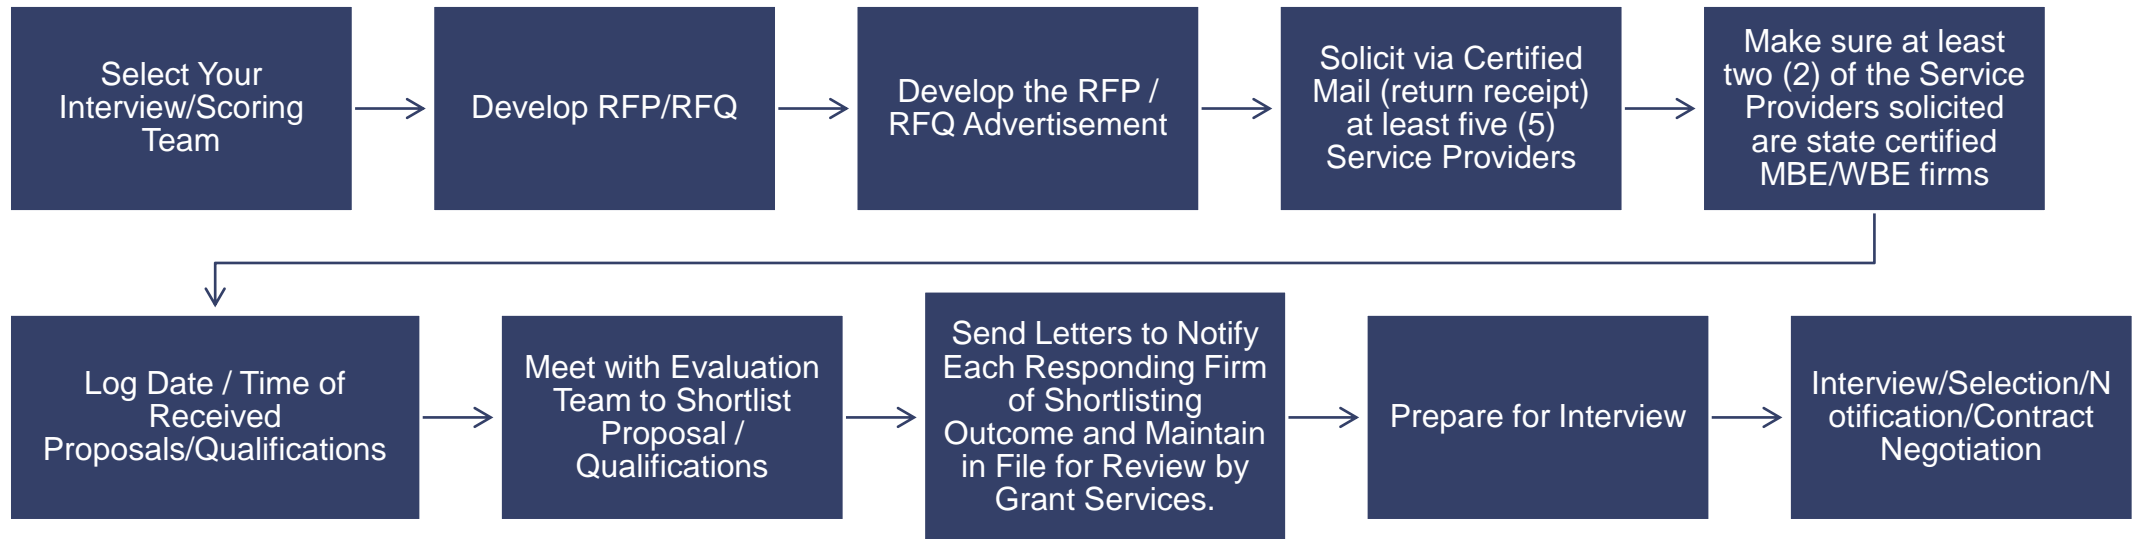 Select Your
Interview/Scoring
Team
Develop RFP/RFQ
Develop the RFP /
RFQ Advertisement
Solicit via Certified
Mail (return receipt)
at least five (5)
Service Providers
Make sure at least
two (2) of the Service
Providers solicited
are state certified
MBE/WBE firms
Log Date / Time of
Received
Proposals/Qualifications
Meet with Evaluation
Team to Shortlist
Proposal /
Qualifications
Send Letters to Notify
Each Responding Firm
of Shortlisting
Outcome and Maintain
in File for Review by
Grant Services.
Prepare for Interview
Interview/Selection/N
otification/Contract
Negotiation